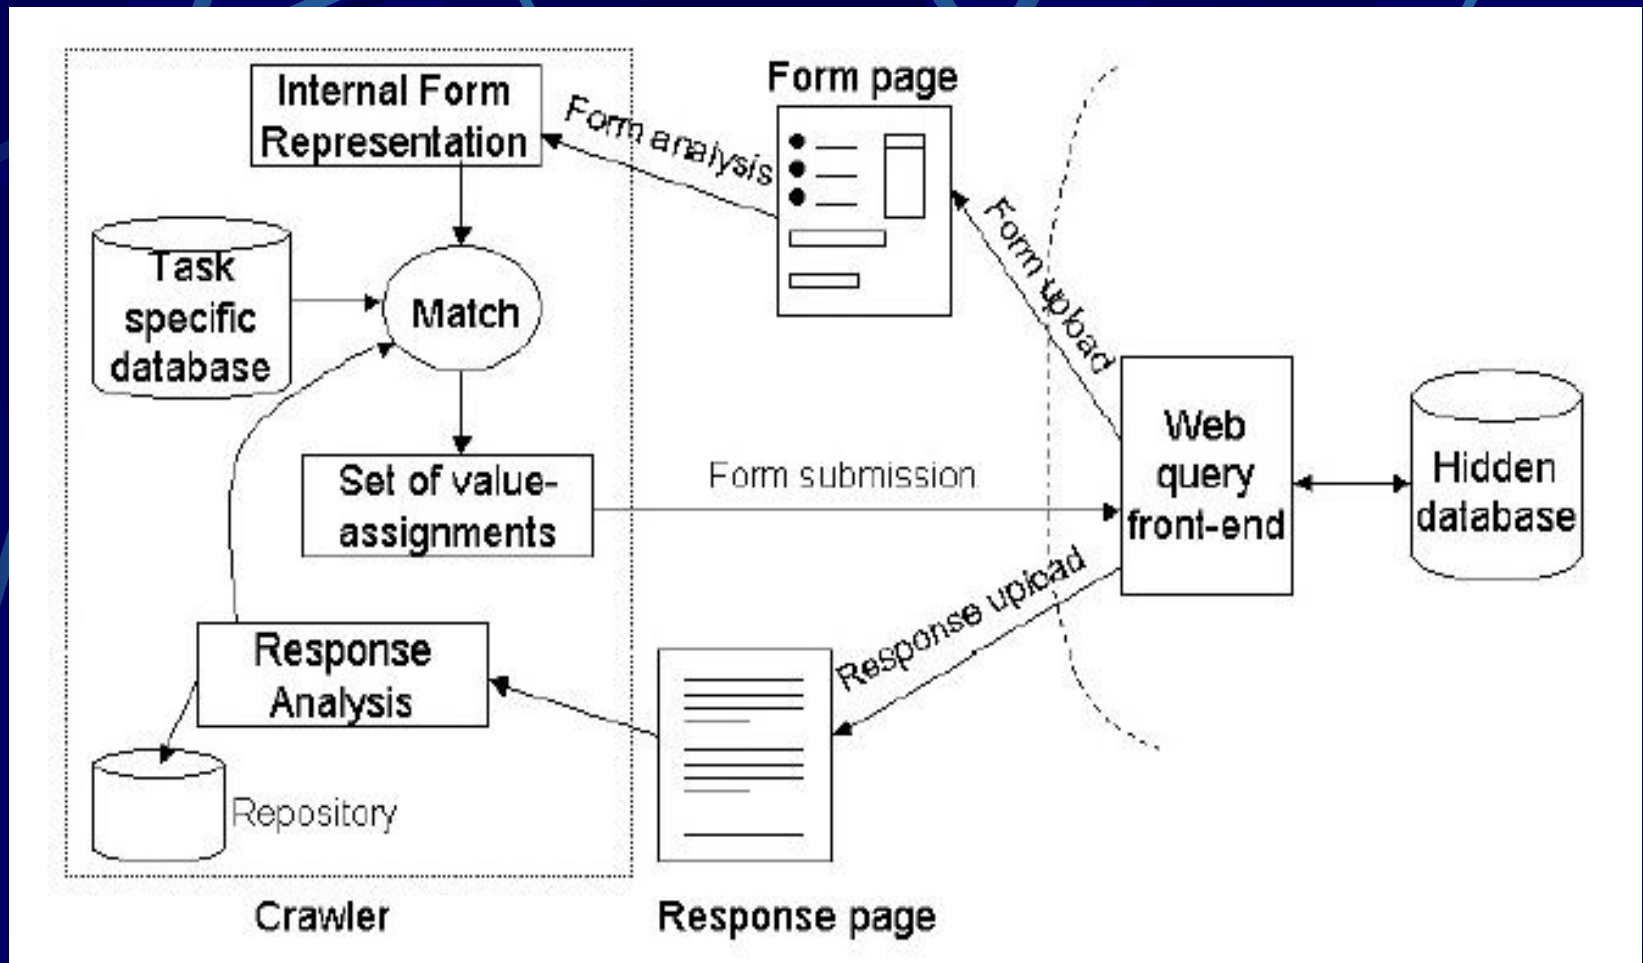 Form page
Internal Form
Representation
Form analysis
Form upload
Task
specific
database
Match
Web
query
front-end
Hidden
database
Set of value-
assignments
Form submission
Response upload
Response
Analysis
Repository
Crawler
Response page